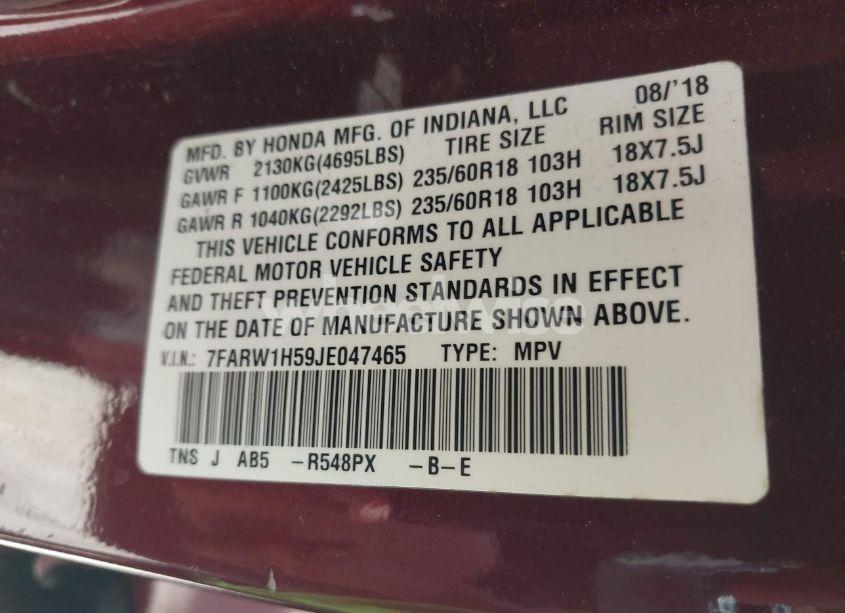 MFD. BY HONDA MFG. OF INDIANA, LLC 08/'18
GVWR 2130KG(4695LBS) TIRE SIZE RIM SIZE
GAWR F 1100KG(2425LBS) 235/60R18 103H 18X7.5J
GAWR R 1040KG(2292LBS) 235/60R18 103H 18X7.5J
THIS VEHICLE CONFORMS TO ALL APPLICABLE
FEDERAL MOTOR VEHICLE SAFETY
AND THEFT PREVENTION STANDARDS IN EFFECT
ON THE DATE OF MANUFACTURE SHOWN ABOVE.
V.I.N.: 7FARW1H59JE047465 TYPE: MPV
TNS J AB5 -R548PX -B-E